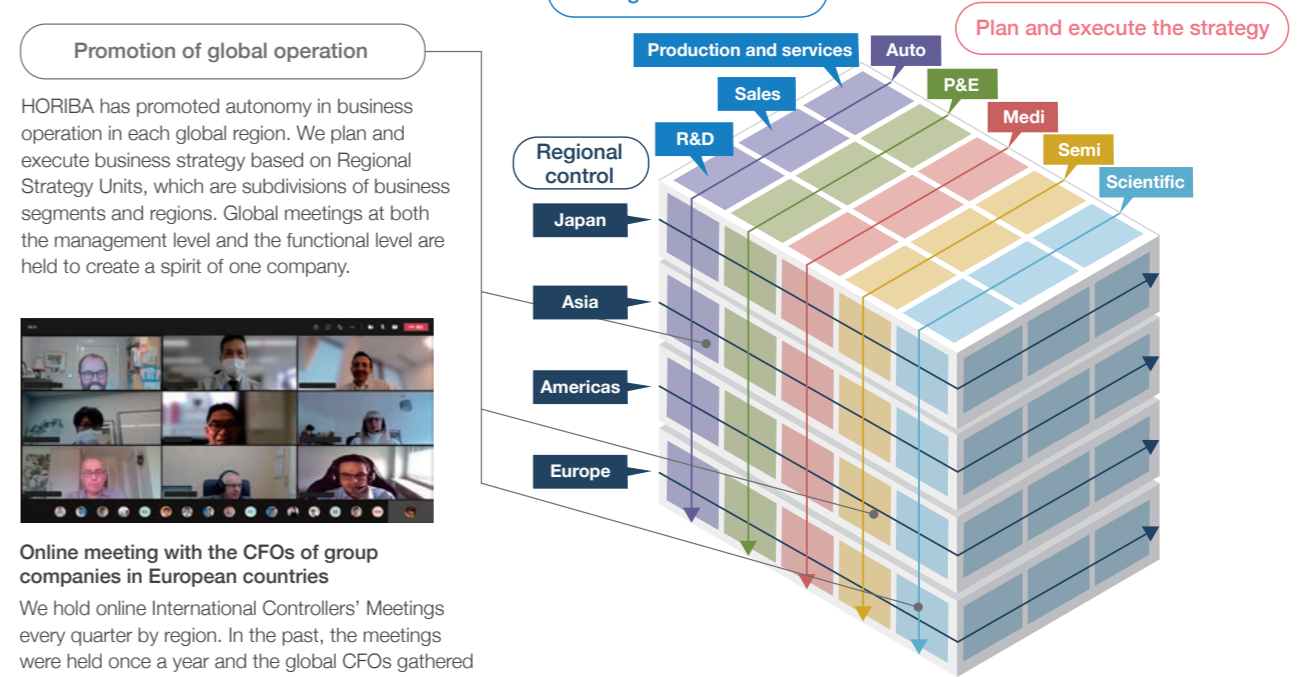 Promotion of global operation
HORIBA has promoted autonomy in business
operation in each global region. We plan and
execute business strategy based on Regional
Strategy Units, which are subdivisions of business
segments and regions. Global meetings at both
the management level and the functional level are
held to create a spirit of one company.
Online meeting with the CFOs of group
companies in European countries
We hold online International Controllers' Meetings
every quarter by region. In the past, the meetings
were held once a year and the global CFOs gathered
Plan and execute the strategy
Production and services
Sales
R&D
Auto
P&E
Medi
Semi
Scientific
Regional
control
Japan
Asia
Americas
Europe